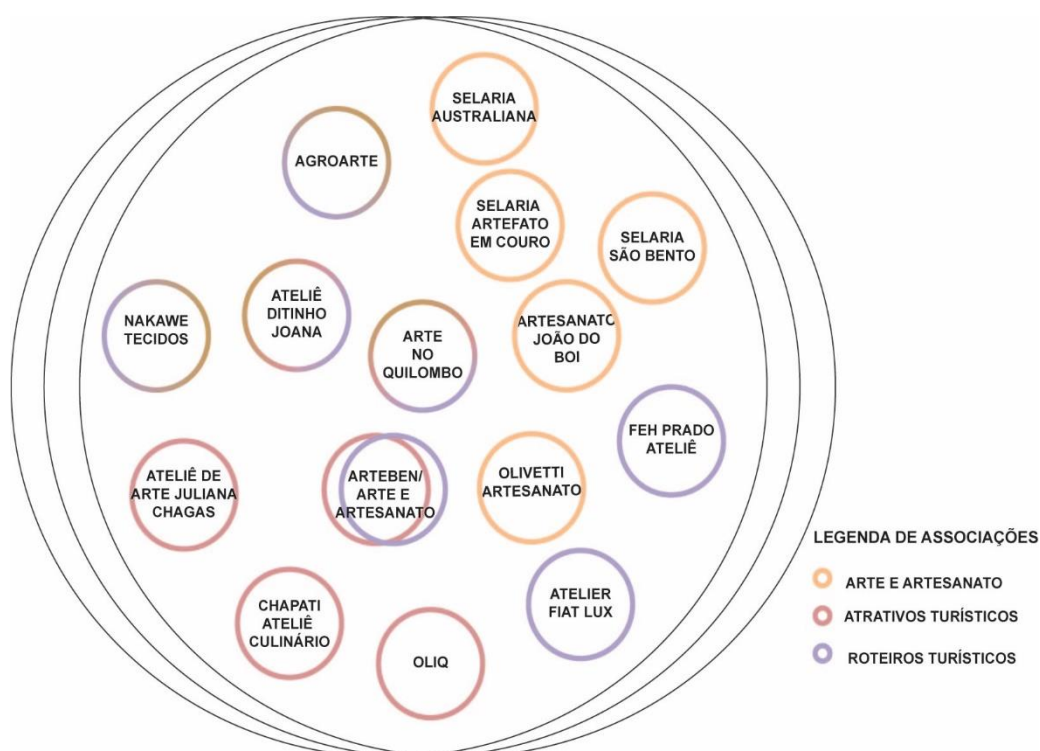 SELARIA
AUSTRALIANA
AGROARTE
SELARIA
ARTEFATO
EM COURO
SELARIA
SÃO BENTO
NAKAWE
TECIDOS
ATELIÊ
DITINHO
JOANA
ARTE
NO
QUILOMBO
ARTESANATO
JOÃO DO
BOI
FEH PRADO
ATELIÊ
ATELIÊ DE
ARTE JULIANA
CHAGAS
ARTEBEN/
ARTE E
ARTESANATO
OLIVETTI
ARTESANATO
CHAPATI
ATELIÊ
CULINÁRIO
OLIQ
ATELIER
FIAT LUX
LEGENDA DE ASSOCIAÇÕES
ARTE E ARTESANATO
ATRATIVOS TURÍSTICOS
ROTEIROS TURÍSTICOS